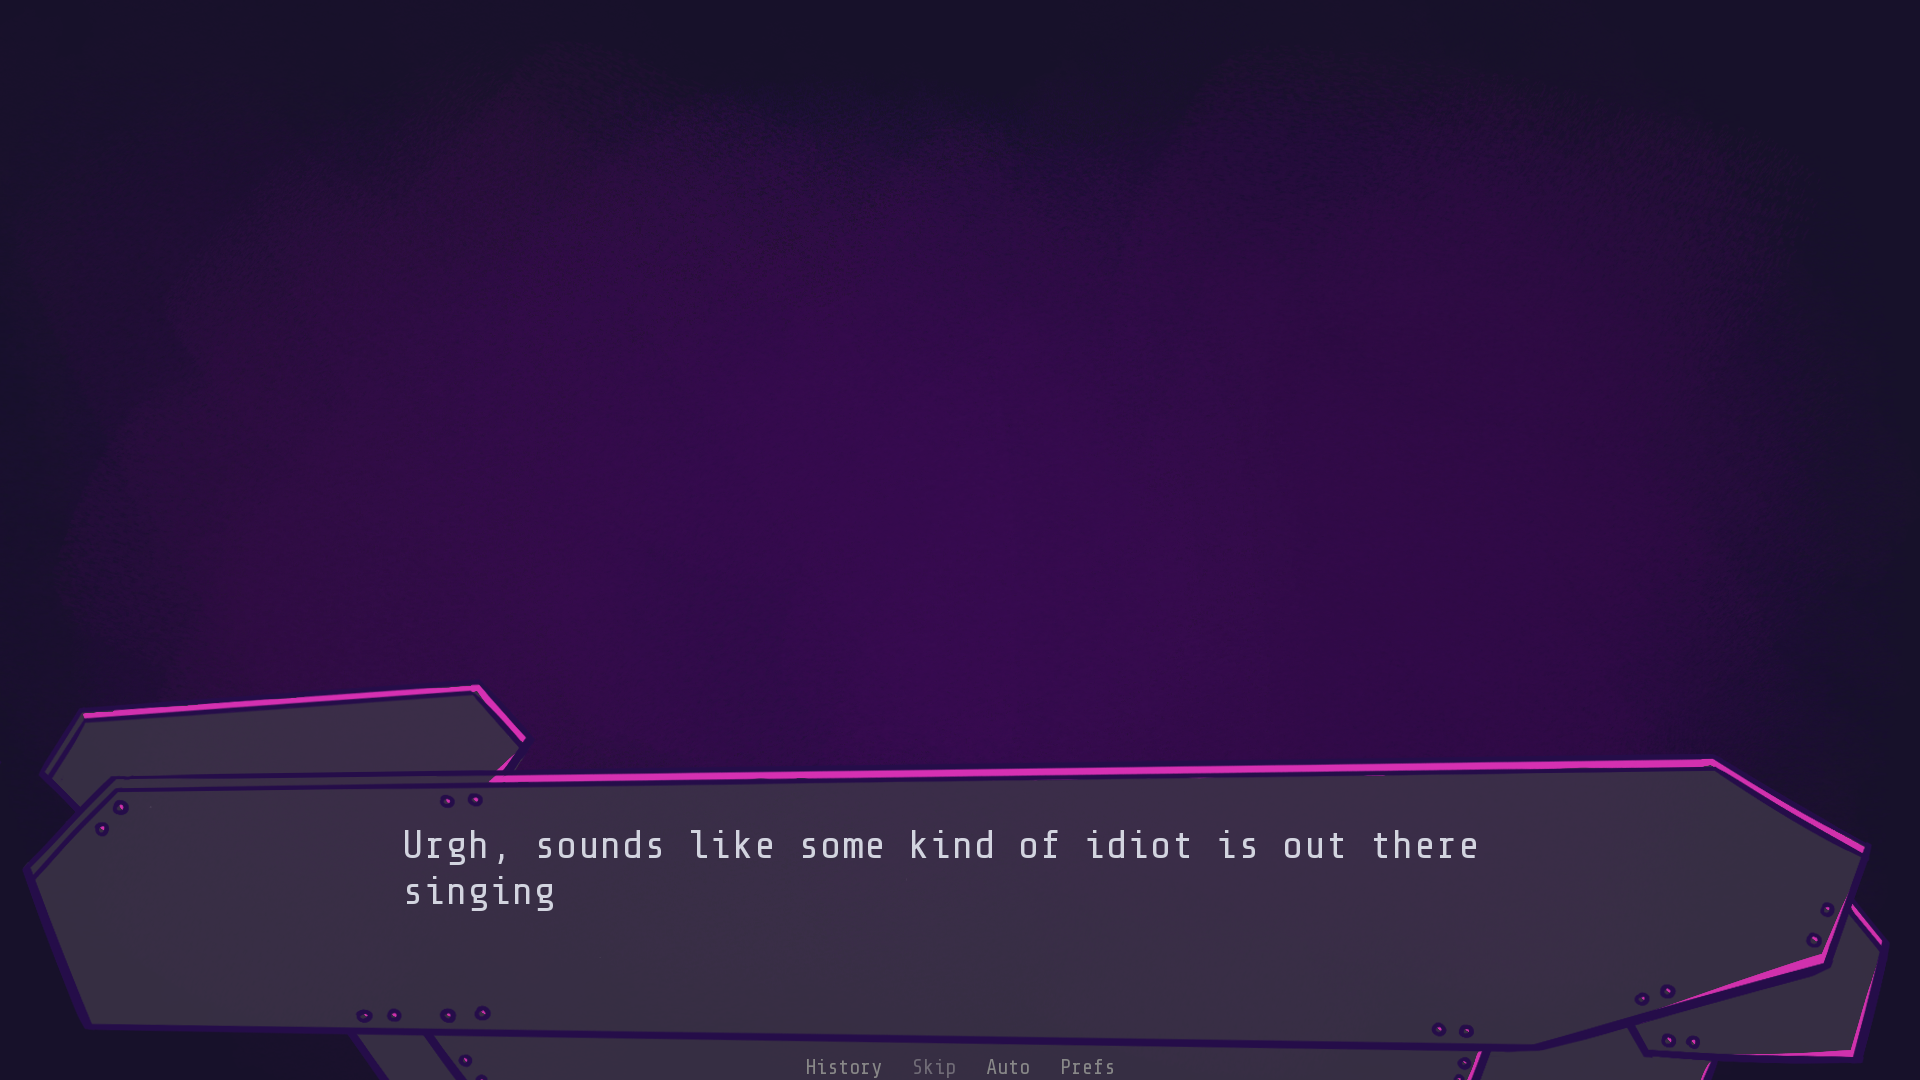 Urgh, sounds like some kind of idiot is out there
singing
History Skip Auto Prefs